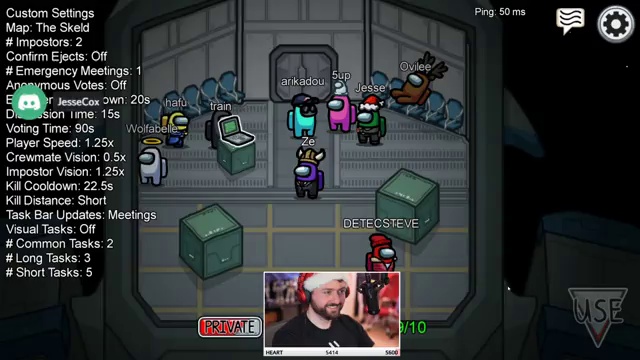 Custom Settings
Map: The Skeld
# Impostors: 2
Confirm Ejects: Off
# Emergency Meetings: 1
Anonymous Votes: Off
JesseCox
20s
Discussion Time: 15s
Voting Time: 90s
Player Speed: 1.25x
Crewmate Vision: 0.5x
Impostor Vision: 1.25x
Kill Cooldown: 22.5s
Kill Distance: Short
Task Bar Updates: Meetings
Visual Tasks: Off
# Common Tasks: 2
# Long Tasks: 3
# Short Tasks: 5
Ping: 50 ms
Ovilee
5up
arikadou
Jesse
hafu
train
Wolfabelle
Ze
DETECSTEVE
PRIVATE
9/10
HEART 5414 5600
USE